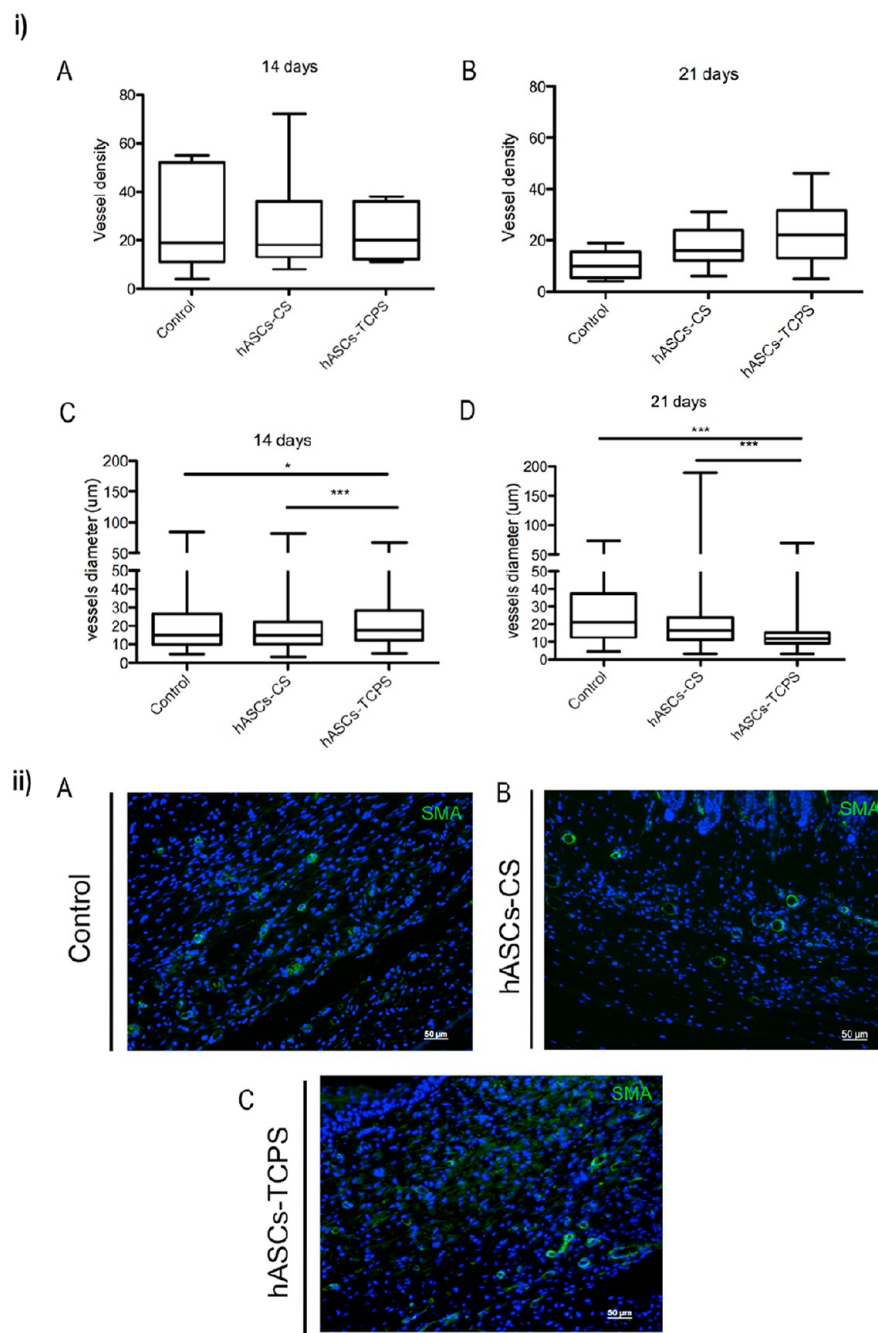 i)
A
14 days
80
60
40
20
0
Vessel density
Control
hASCs-CS
hASCs-TCPS
B
21 days
80
60
40
20
0
Vessel density
Control
hASCs-CS
hASCs-TCPS
C
14 days
*
***
200
150
100
50
50
40
30
20
10
0
vessels diameter (um)
Control
hASCs-CS
hASCs-TCPS
D
21 days
***
***
200
150
100
50
50
40
30
20
10
0
vessels diameter (um)
Control
hASCs-CS
hASCs-TCPS
ii)
A
Control
SMA
50 µm
B
hASCs-CS
SMA
50 µm
C
hASCs-TCPS
SMA
50 µm